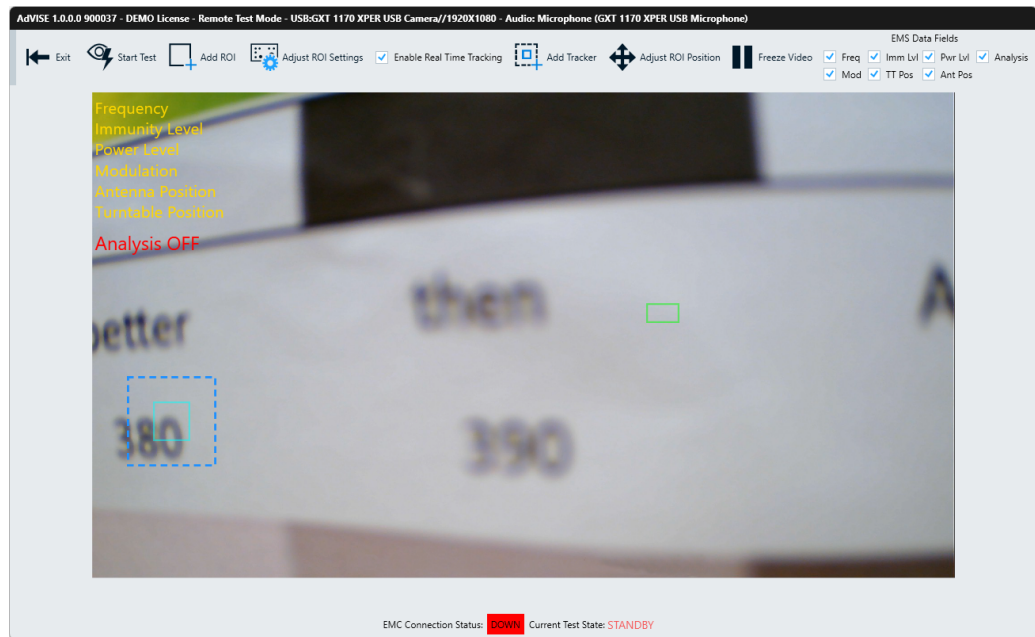 AdVISE 1.0.0.0 900037 - DEMO License - Remote Test Mode - USB:GXT 1170 XPER USB Camera//1920X1080 - Audio: Microphone (GXT 1170 XPER USB Microphone)
EMS Data Fields
Exit Start Test Add ROI Adjust ROI Settings Enable Real Time Tracking Add Tracker Adjust ROI Position Freeze Video Freq Imm Lvl Pwr Lvl Analysis
Mod TT Pos Ant Pos
Frequency
Immunity Level
Power Level
Modulation
Antenna Position
Turntable Position
Analysis OFF
better then A
380 390
EMC Connection Status: DOWN Current Test State: STANDBY